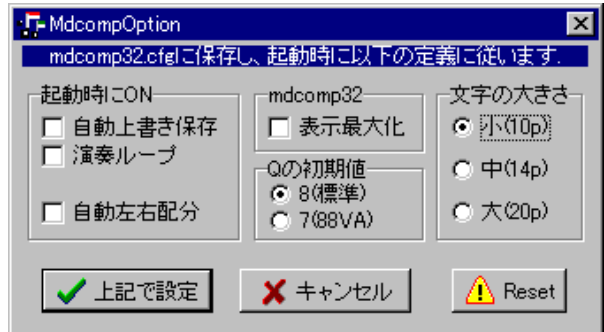 MdcompOption
mdcomp32.cfgに保存し、起動時に以下の定義に従います.
起動時にON
自動上書き保存
演奏ループ
自動左右配分
mdcomp32
表示最大化
Qの初期値
8(標準)
7(88VA)
文字の大きさ
小(10p)
中(14p)
大(20p)
上記で設定
キャンセル
Reset